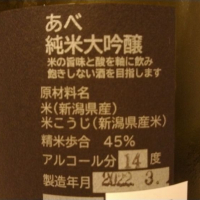 あべ
純米大吟醸
米の旨味と酸を軸に飲み
飽きしない酒を目指します
原材料名
米(新潟県産)
米こうじ(新潟県産米)
精米歩合 45%
アルコール分 14 度
製造年月 2022 3.